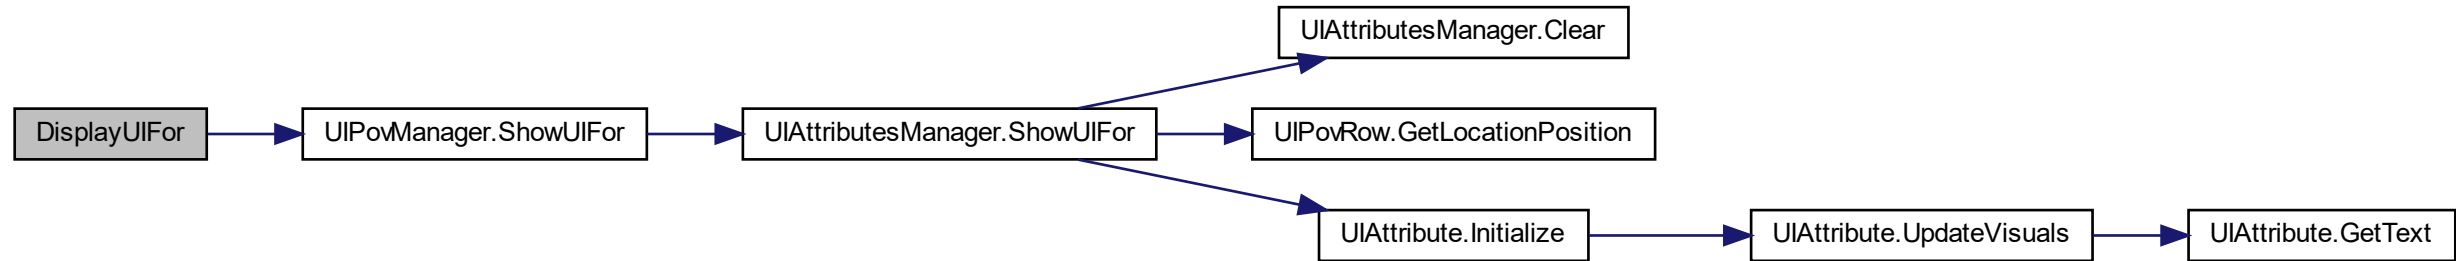 UIAttributesManager.Clear
DisplayUIFor
UIPovManager.ShowUIFor
UIAttributesManager.ShowUIFor
UIPovRow.GetLocationPosition
UIAttribute.Initialize
UIAttribute.UpdateVisuals
UIAttribute.GetText